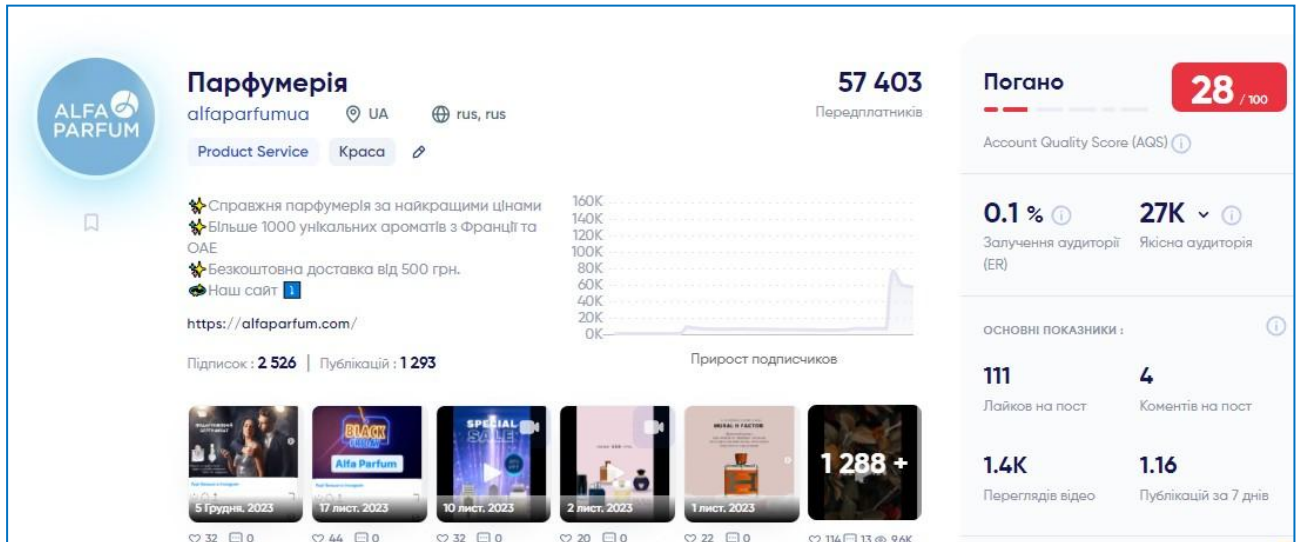 ALFA
PARFUM
Парфумерія
alfaparfumua UA rus, rus
Product Service Краса
57 403
Передплатників
✨Справжня парфумерія за найкращими цінами
✨Більше 1000 унікальних ароматів з Франції та
ОАЕ
✨Безкоштовна доставка від 500 грн.
Наш сайт
https://alfaparfum.com/
Підписок : 2 526 | Публікацій : 1 293
160K
140K
120K
100K
80K
60K
40K
20K
0K
Прирост подписчиков
BLACK
Alfa Parfum
SPECIAL
SALE
1 288 +
5 Грудня. 2023
17 лист. 2023
10 лист. 2023
2 лист. 2023
1 лист. 2023
32 0
44 0
32 0
20 0
22 0
114 13 9.6K
Погано
28 / 100
Account Quality Score (AQS)
0.1 %
Залучення аудиторії
(ER)
27K
Якісна аудиторія
ОСНОВНІ ПОКАЗНИКИ :
111
Лайков на пост
4
Коментів на пост
1.4K
Переглядів відео
1.16
Публікацій за 7 днів